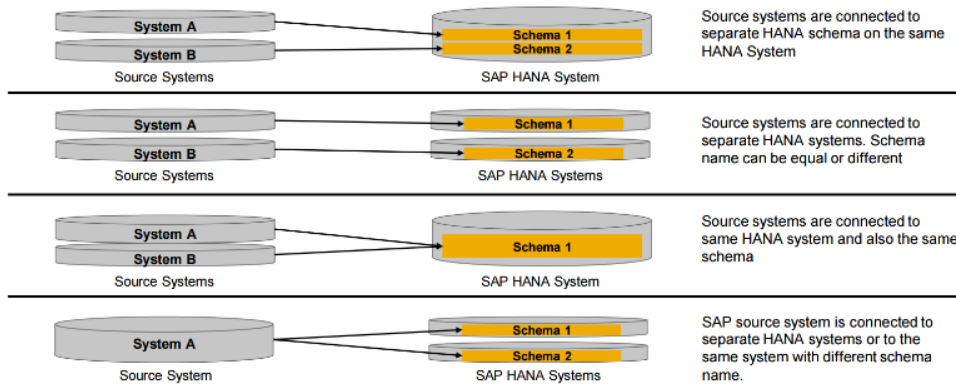 System A
System B
Source Systems
Schema 1
Schema 2
SAP HANA System
Source systems are connected to
separate HANA schema on the same
HANA System
System A
System B
Source Systems
Schema 1
Schema 2
SAP HANA Systems
Source systems are connected to
separate HANA systems. Schema
name can be equal or different
System A
System B
Source Systems
Schema 1
SAP HANA System
Source systems are connected to
same HANA system and also the same
schema
System A
Source System
Schema 1
Schema 2
SAP HANA Systems
SAP source system is connected to
separate HANA systems or to the
same system with different schema
name.